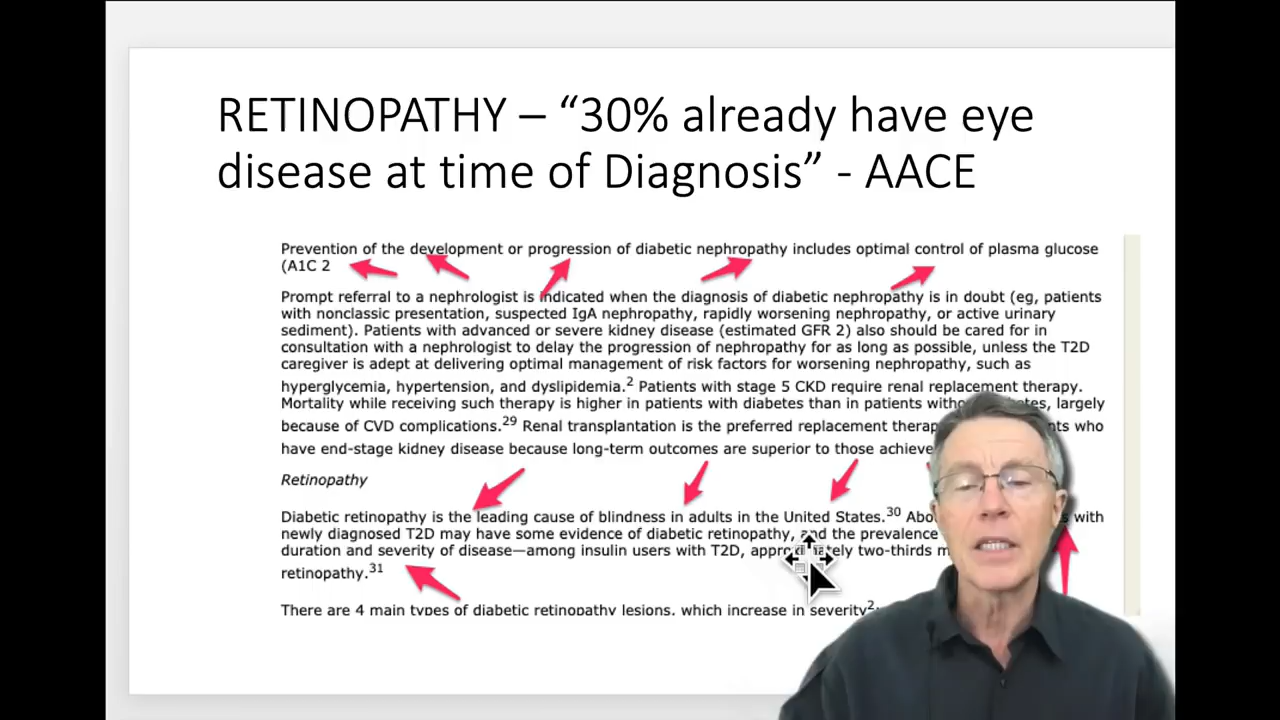 RETINOPATHY – “30% already have eye
disease at time of Diagnosis” - AACE
Prevention of the development or progression of diabetic nephropathy includes optimal control of plasma glucose
(A1C 2
Prompt referral to a nephrologist is indicated when the diagnosis of diabetic nephropathy is in doubt (eg, patients
with nonclassic presentation, suspected IgA nephropathy, rapidly worsening nephropathy, or active urinary
sediment). Patients with advanced or severe kidney disease (estimated GFR 2) also should be cared for in
consultation with a nephrologist to delay the progression of nephropathy for as long as possible, unless the T2D
caregiver is adept at delivering optimal management of risk factors for worsening nephropathy, such as
hyperglycemia, hypertension, and dyslipidemia.2 Patients with stage 5 CKD require renal replacement therapy.
Mortality while receiving such therapy is higher in patients with diabetes than in patients largely
because of CVD complications.29 Renal transplantation is the preferred replacement who
have end-stage kidney disease because long-term outcomes are superior to those
Retinopathy
Diabetic retinopathy is the leading cause of blindness in adults in the United States.30 with
newly diagnosed T2D may have some evidence of diabetic retinopathy, and the prevalence
duration and severity of disease—among insulin users with T2D, approximately two-thirds
retinopathy.31
There are 4 main types of diabetic retinopathy lesions, which increase in severity2